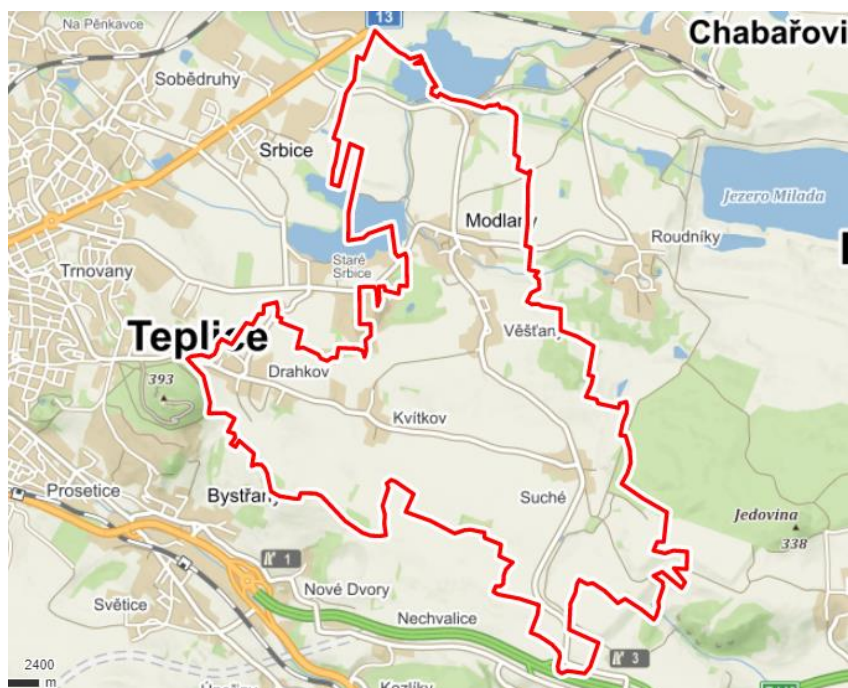 13
Na Pěnkavce
Chabařovi
Sobědruhy
Srbice
Jezero Milada
Modlany
Roudníky
Staré
Srbice
Trnovany
Teplice
Věšťany
Drahkov
393
Kvítkov
Prosetice
Bystřany
Suché
Jedovina
338
1
Nové Dvory
Světice
Nechvalice
3
2400
m